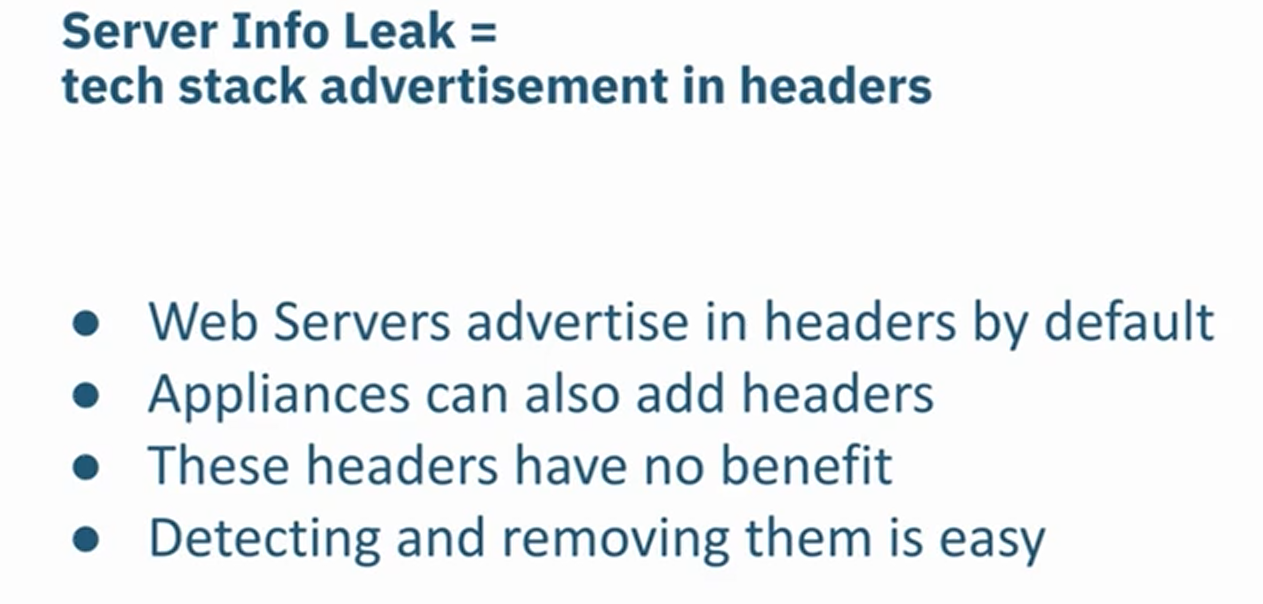 Server Info Leak =
tech stack advertisement in headers
● Web Servers advertise in headers by default
● Appliances can also add headers
● These headers have no benefit
● Detecting and removing them is easy